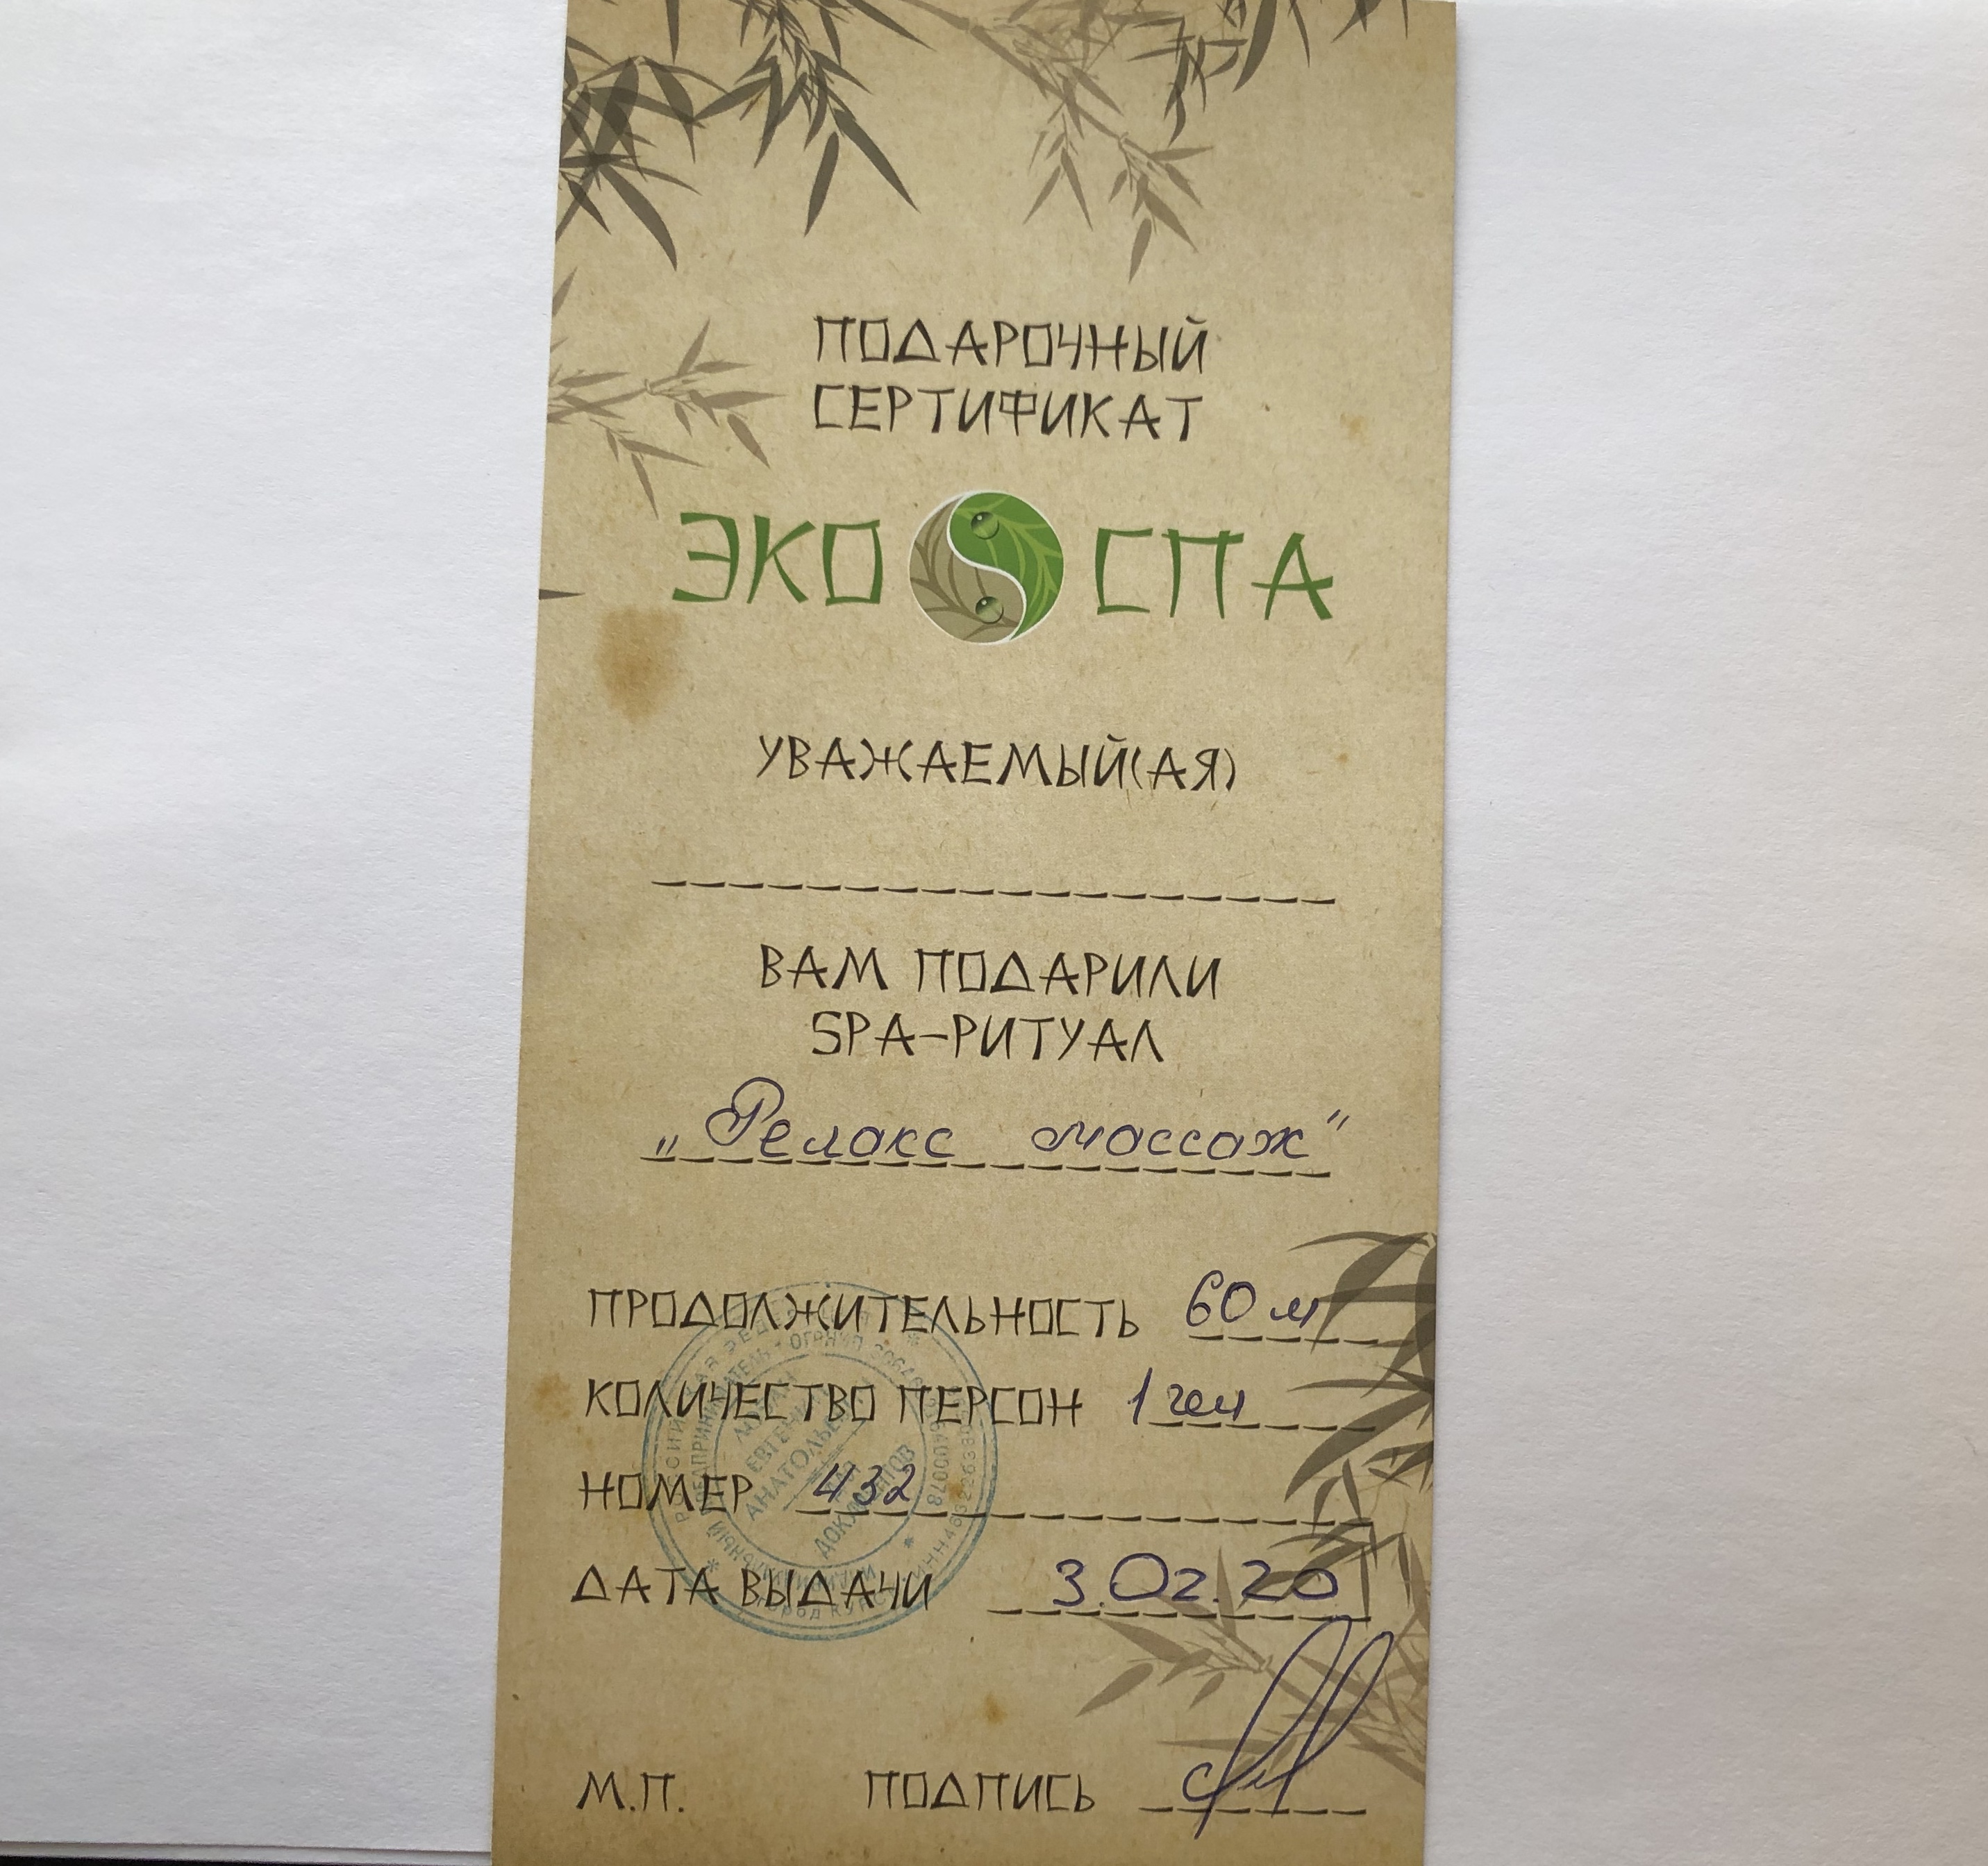 ПОДАРОЧНЫЙ
СЕРТИФИКАТ
ЭКО СПА
УВАЖАЕМЫЙ(АЯ)
ВАМ ПОДАРИЛИ
SPA-РИТУАЛ
„Релакс массаж"
ПРОДОЛЖИТЕЛЬНОСТЬ 60 м
КОЛИЧЕСТВО ПЕРСОН 1 чел
НОМЕР 432
ДАТА ВЫДАЧИ 3.02.20
М.П. ПОДПИСЬ
ДОКУМЕНТОВ